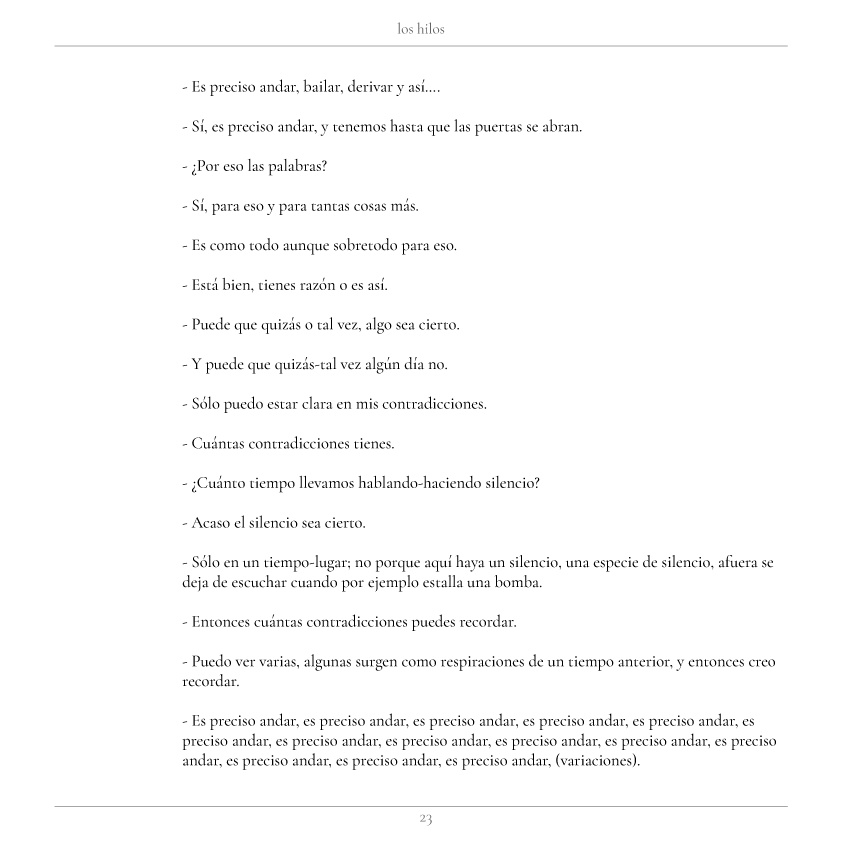 los hilos
- Es preciso andar, bailar, derivar y así....
- Sí, es preciso andar, y tenemos hasta que las puertas se abran.
- ¿Por eso las palabras?
- Sí, para eso y para tantas cosas más.
- Es como todo aunque sobretodo para eso.
- Está bien, tienes razón o es así.
- Puede que quizás o tal vez, algo sea cierto.
- Y puede que quizás-tal vez algún día no.
- Sólo puedo estar clara en mis contradicciones.
- Cuántas contradicciones tienes.
- ¿Cuánto tiempo llevamos hablando-haciendo silencio?
- Acaso el silencio sea cierto.
- Sólo en un tiempo-lugar; no porque aquí haya un silencio, una especie de silencio, afuera se
deja de escuchar cuando por ejemplo estalla una bomba.
- Entonces cuántas contradicciones puedes recordar.
- Puedo ver varias, algunas surgen como respiraciones de un tiempo anterior, y entonces creo
recordar.
- Es preciso andar, es preciso andar, es preciso andar, es preciso andar, es preciso andar, es
preciso andar, es preciso andar, es preciso andar, es preciso andar, es preciso andar, es preciso
andar, es preciso andar, es preciso andar, es preciso andar, (variaciones).
23